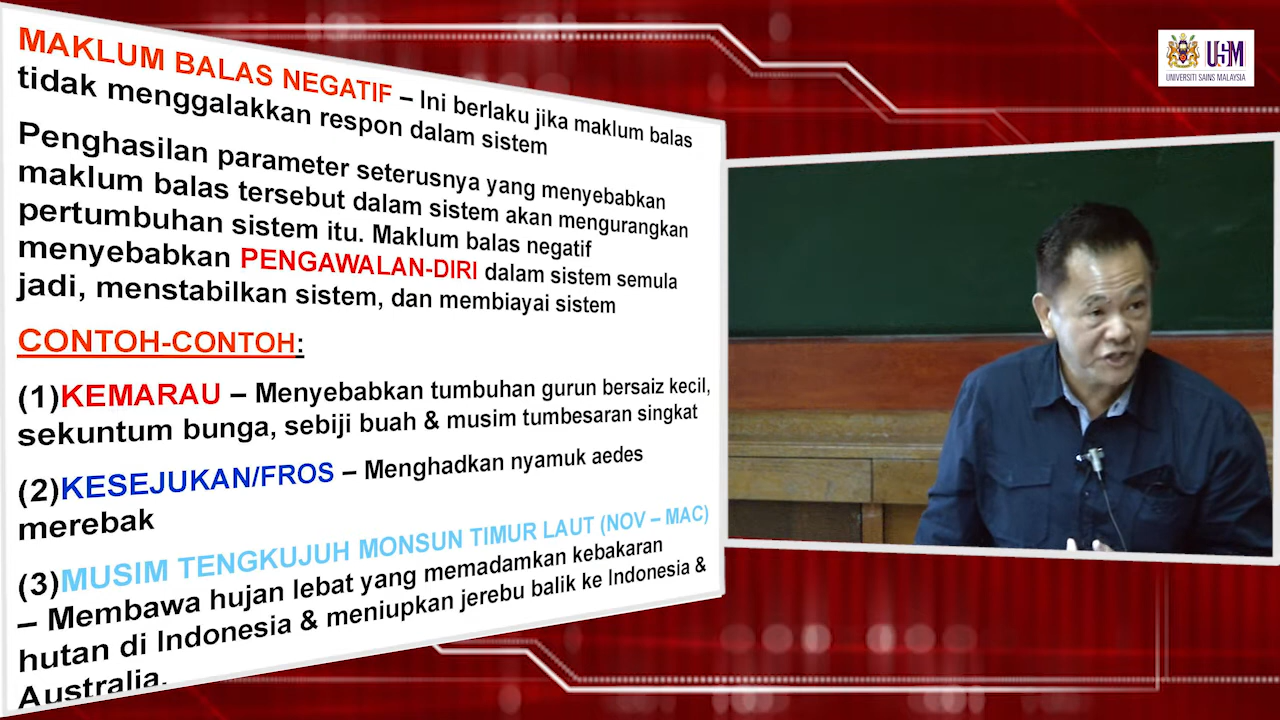 MAKLUM BALAS NEGATIF – Ini berlaku jika maklum balas
tidak menggalakkan respon dalam sistem
Penghasilan parameter seterusnya yang menyebabkan
maklum balas tersebut dalam sistem akan mengurangkan
pertumbuhan sistem itu. Maklum balas negatif
menyebabkan PENGAWALAN-DIRI dalam sistem semula
jadi, menstabilkan sistem, dan membiayai sistem
CONTOH-CONTOH:
(1)KEMARAU – Menyebabkan tumbuhan gurun bersaiz kecil,
sekuntum bunga, sebiji buah & musim tumbesaran singkat
(2)KESEJUKAN/FROS – Menghadkan nyamuk aedes
merebak
(3)MUSIM TENGKUJUH MONSUN TIMUR LAUT (NOV – MAC)
– Membawa hujan lebat yang memadamkan kebakaran
hutan di Indonesia & meniupkan jerebu balik ke Indonesia &
Australia.
USM
UNIVERSITI SAINS MALAYSIA